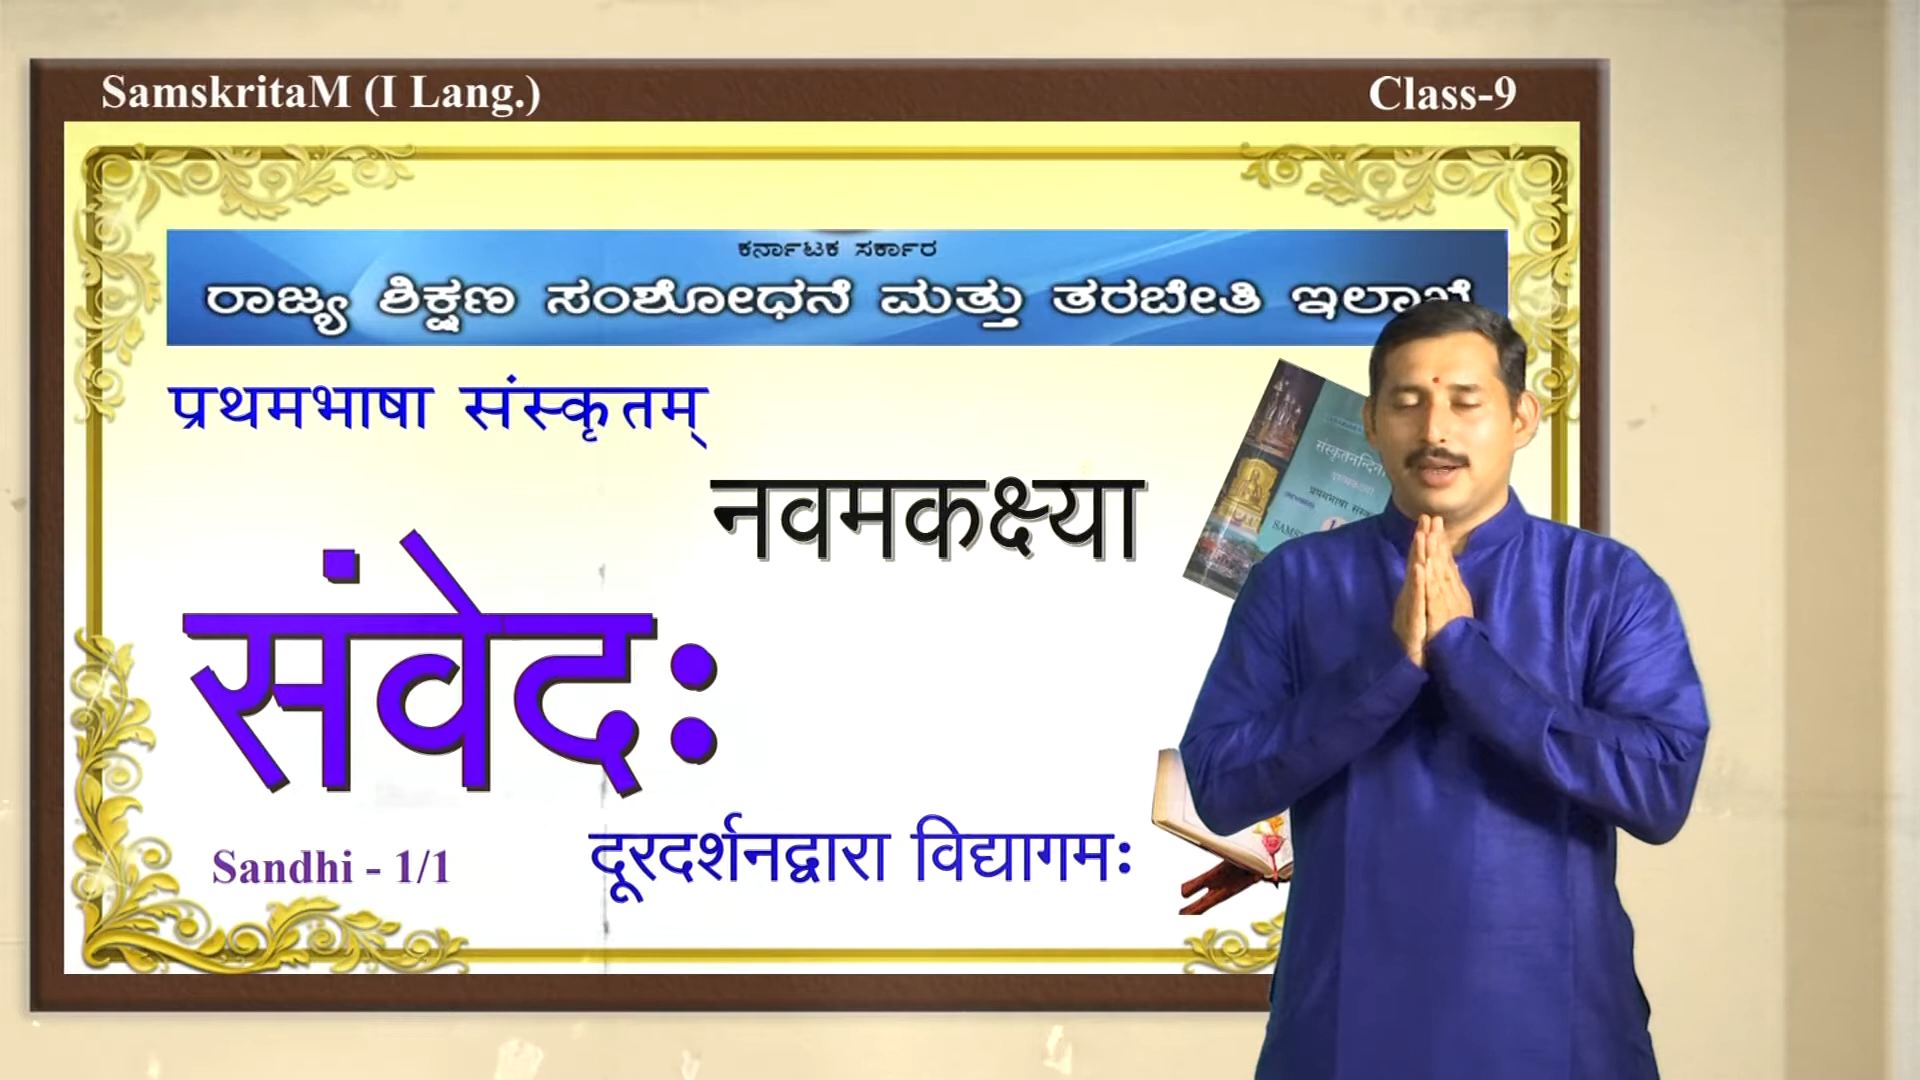 SamskritaM (I Lang.)
Class-9
ಕರ್ನಾಟಕ ಸರ್ಕಾರ
ರಾಜ್ಯ ಶಿಕ್ಷಣ ಸಂಶೋಧನೆ ಮತ್ತು ತರಬೇತಿ
प्रथमभाषा संस्कृतम्
नवमकक्ष्या
संवेदः
Sandhi - 1/1
दूरदर्शनद्वारा विद्यागमः